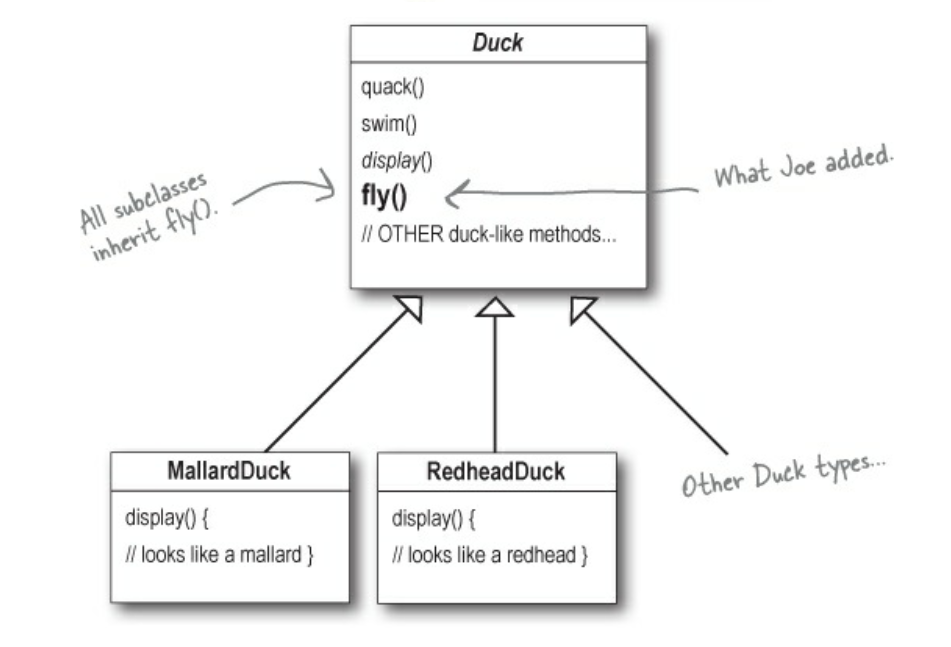 Duck
quack()
swim()
display()
fly()
// OTHER duck-like methods...
All subclasses
inherit fly().
What Joe added.
MallardDuck
display() {
// looks like a mallard }
RedheadDuck
display() {
// looks like a redhead }
Other Duck types...